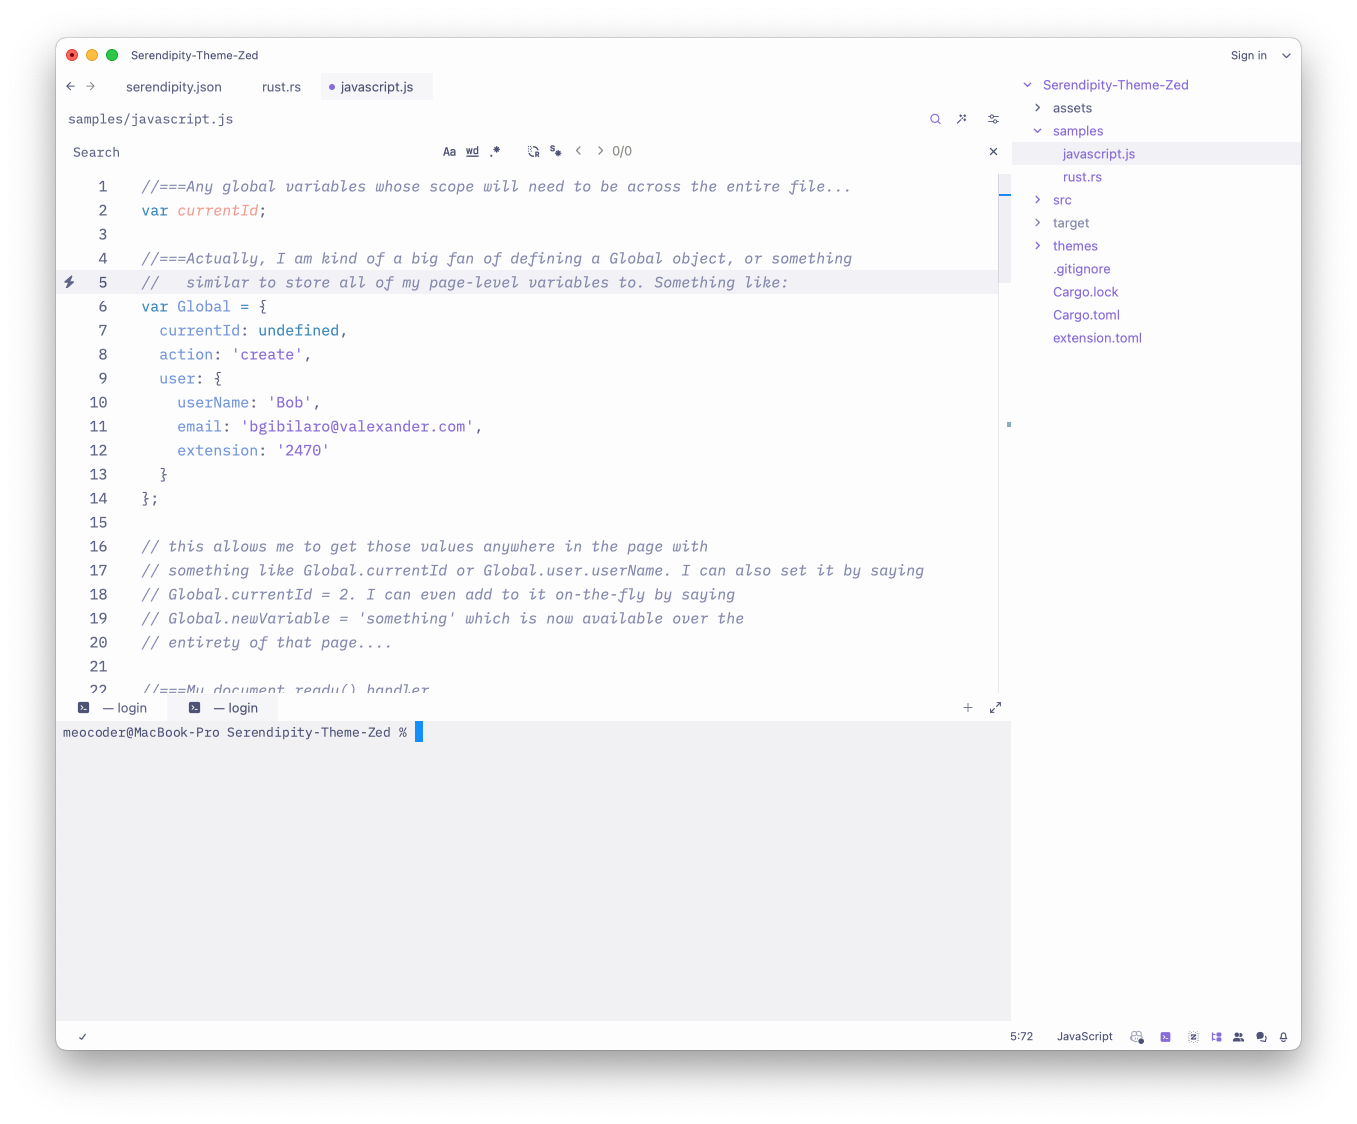 Serendipity-Theme-Zed
Sign in
serendipity.json
rust.rs
javascript.js
samples/javascript.js
Search
Aa
wd
.*
0/0
1 //===Any global variables whose scope will need to be across the entire file...
2 var currentId;
3
4 //===Actually, I am kind of a big fan of defining a Global object, or something
5 //   similar to store all of my page-level variables to. Something like:
6 var Global = {
7   currentId: undefined,
8   action: 'create',
9   user: {
10     userName: 'Bob',
11     email: 'bgibilaro@valexander.com',
12     extension: '2470'
13   }
14 };
15
16 // this allows me to get those values anywhere in the page with
17 // something like Global.currentId or Global.user.userName. I can also set it by saying
18 // Global.currentId = 2. I can even add to it on-the-fly by saying
19 // Global.newVariable = 'something' which is now available over the
20 // entirety of that page....
21
22 //===My document.ready() handler
— login
— login
meocoder@MacBook-Pro Serendipity-Theme-Zed %
Serendipity-Theme-Zed
assets
samples
javascript.js
rust.rs
src
target
themes
.gitignore
Cargo.lock
Cargo.toml
extension.toml
5:72
JavaScript